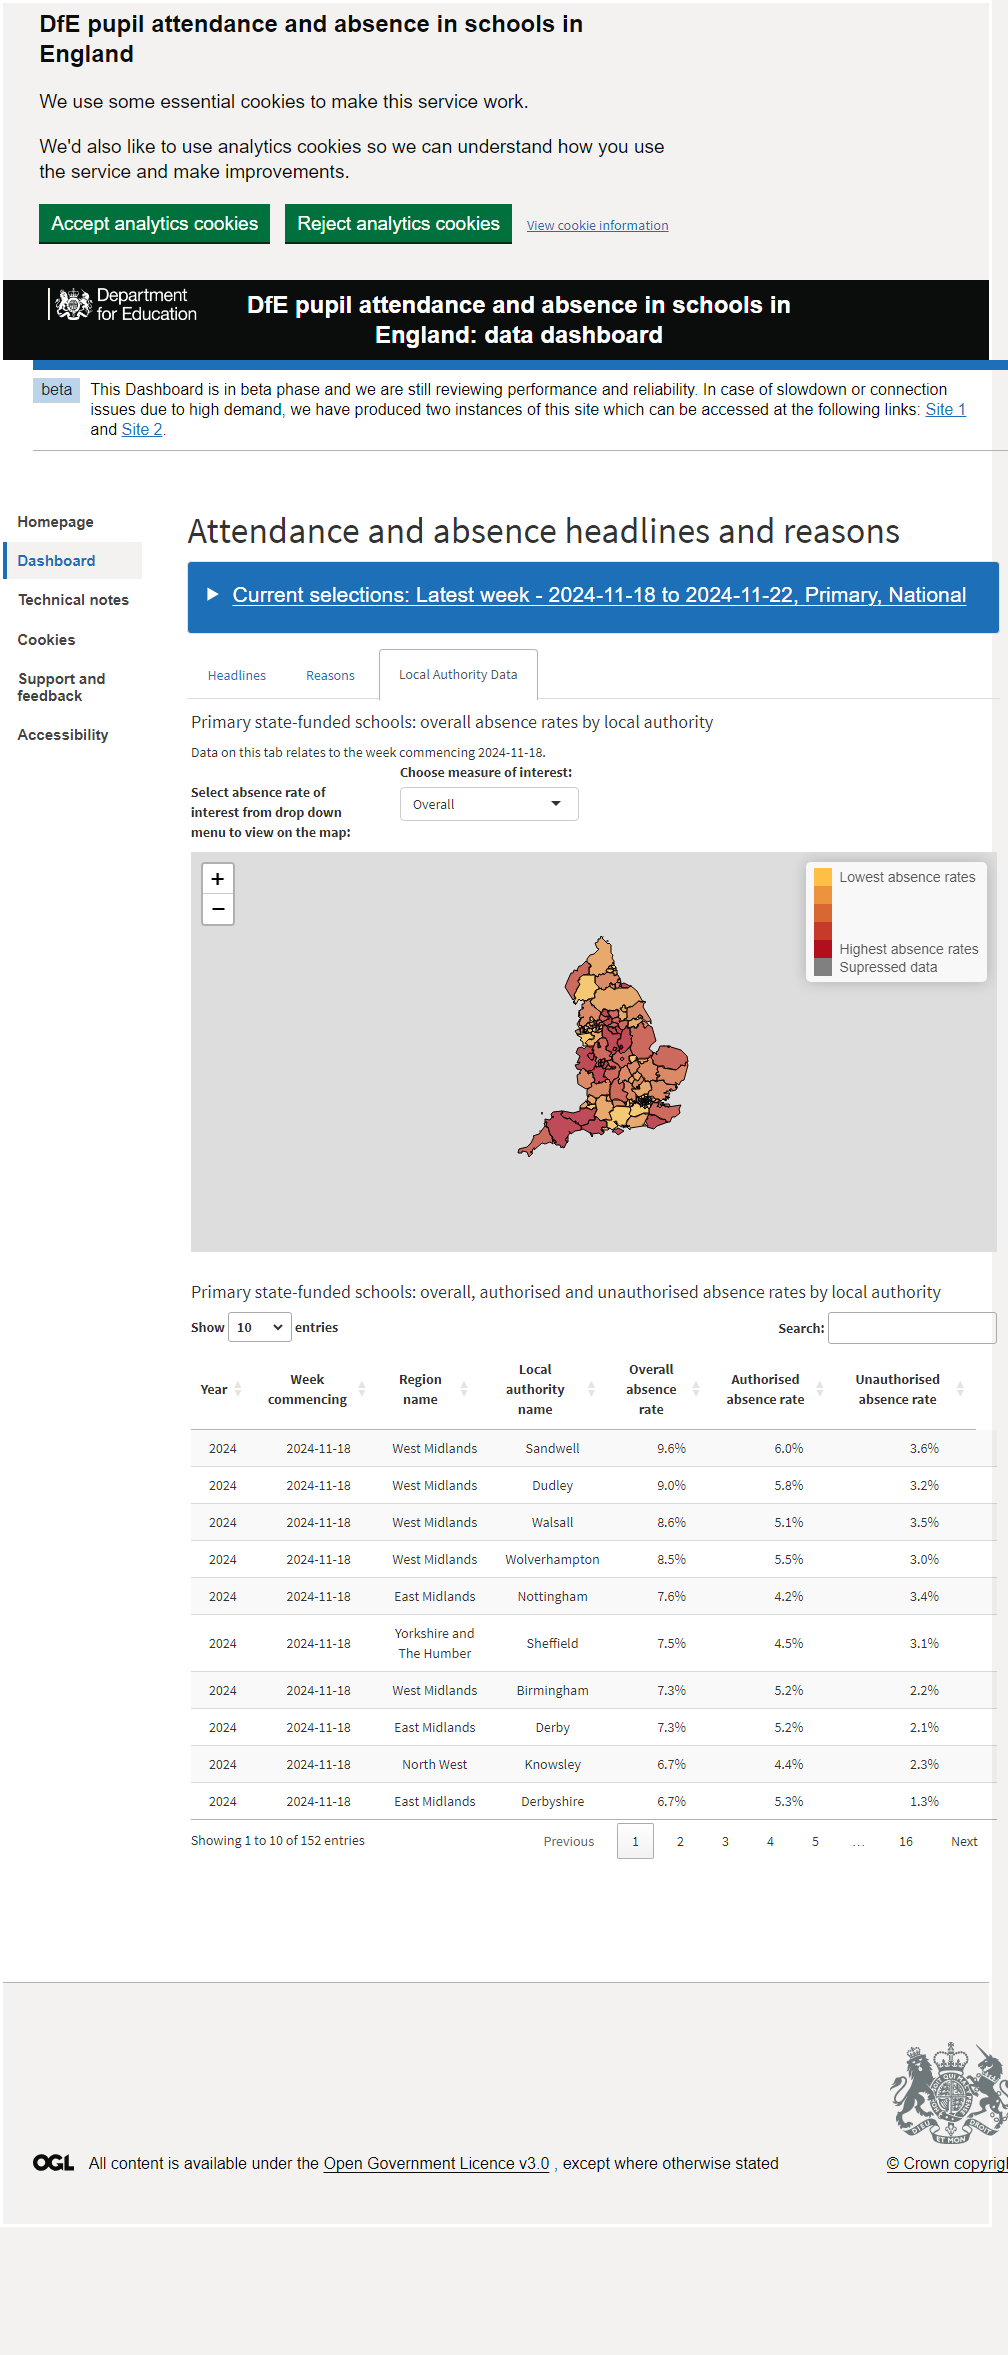 DfE pupil attendance and absence in schools in
England
We use some essential cookies to make this service work.
We'd also like to use analytics cookies so we can understand how you use
the service and make improvements.
Accept analytics cookies Reject analytics cookies View cookie information
Department
for Education
DfE pupil attendance and absence in schools in
England: data dashboard
beta This Dashboard is in beta phase and we are still reviewing performance and reliability. In case of slowdown or connection
issues due to high demand, we have produced two instances of this site which can be accessed at the following links: Site 1
and Site 2.
Homepage
Dashboard
Technical notes
Cookies
Support and
feedback
Accessibility
Attendance and absence headlines and reasons
Current selections: Latest week - 2024-11-18 to 2024-11-22, Primary, National
Headlines Reasons Local Authority Data
Primary state-funded schools: overall absence rates by local authority
Data on this tab relates to the week commencing 2024-11-18.
Select absence rate of
interest from drop down
menu to view on the map:
Choose measure of interest:
Overall
+
−
Lowest absence rates
Highest absence rates
Supressed data
Primary state-funded schools: overall, authorised and unauthorised absence rates by local authority
Show 10 entries Search:
Year Week commencing Region name Local authority name Overall absence rate Authorised absence rate Unauthorised absence rate
2024 2024-11-18 West Midlands Sandwell 9.6% 6.0% 3.6%
2024 2024-11-18 West Midlands Dudley 9.0% 5.8% 3.2%
2024 2024-11-18 West Midlands Walsall 8.6% 5.1% 3.5%
2024 2024-11-18 West Midlands Wolverhampton 8.5% 5.5% 3.0%
2024 2024-11-18 East Midlands Nottingham 7.6% 4.2% 3.4%
2024 2024-11-18 Yorkshire and The Humber Sheffield 7.5% 4.5% 3.1%
2024 2024-11-18 West Midlands Birmingham 7.3% 5.2% 2.2%
2024 2024-11-18 East Midlands Derby 7.3% 5.2% 2.1%
2024 2024-11-18 North West Knowsley 6.7% 4.4% 2.3%
2024 2024-11-18 East Midlands Derbyshire 6.7% 5.3% 1.3%
Showing 1 to 10 of 152 entries Previous 1 2 3 4 5 … 16 Next
OGL All content is available under the Open Government Licence v3.0 , except where otherwise stated
© Crown copyrig